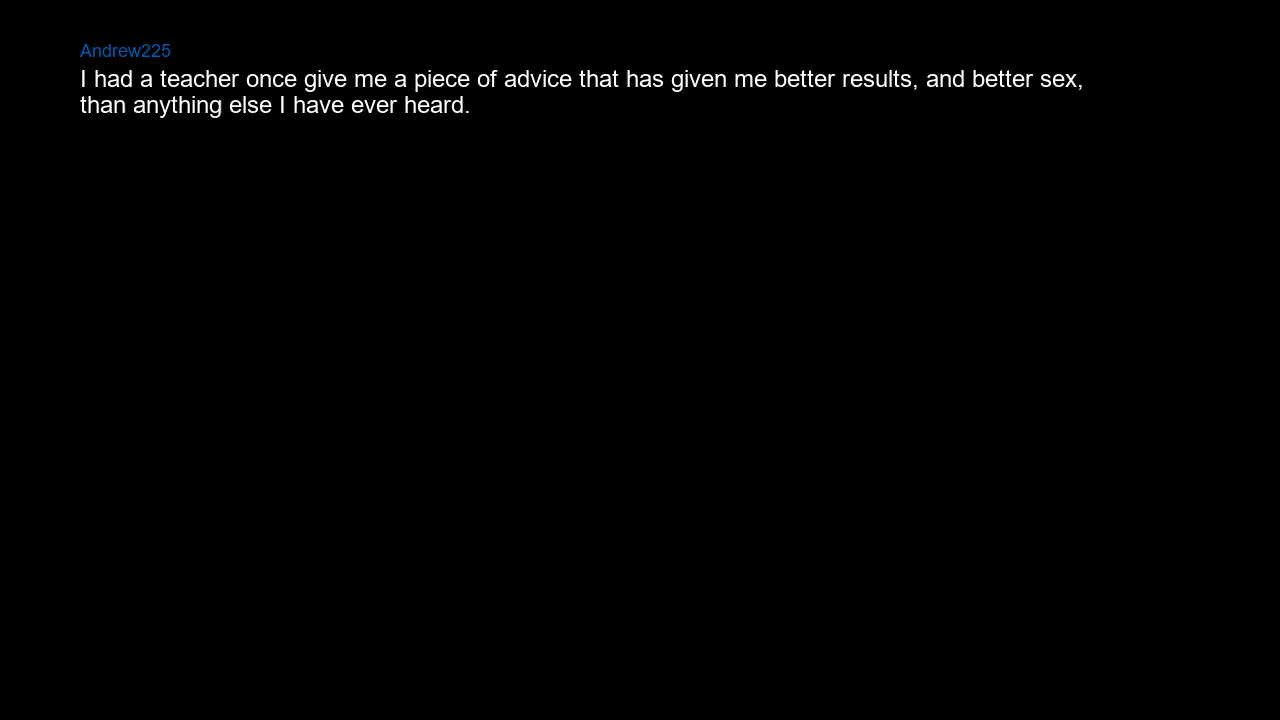 Andrew225
I had a teacher once give me a piece of advice that has given me better results, and better sex,
than anything else I have ever heard.